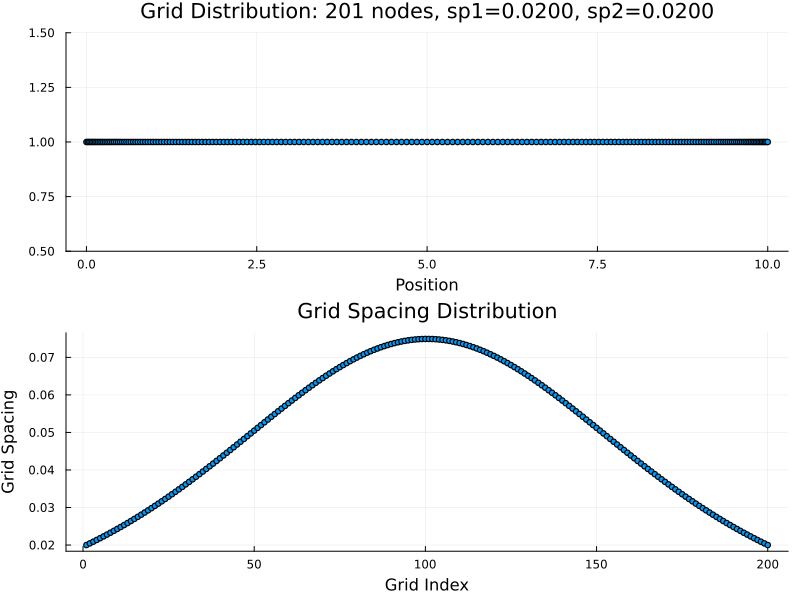 Grid Distribution: 201 nodes, sp1=0.0200, sp2=0.0200
1.50
1.25
1.00
0.75
0.50
0.0 2.5 5.0 7.5 10.0
Position
Grid Spacing Distribution
Grid Spacing
0.07
0.06
0.05
0.04
0.03
0.02
0 50 100 150 200
Grid Index